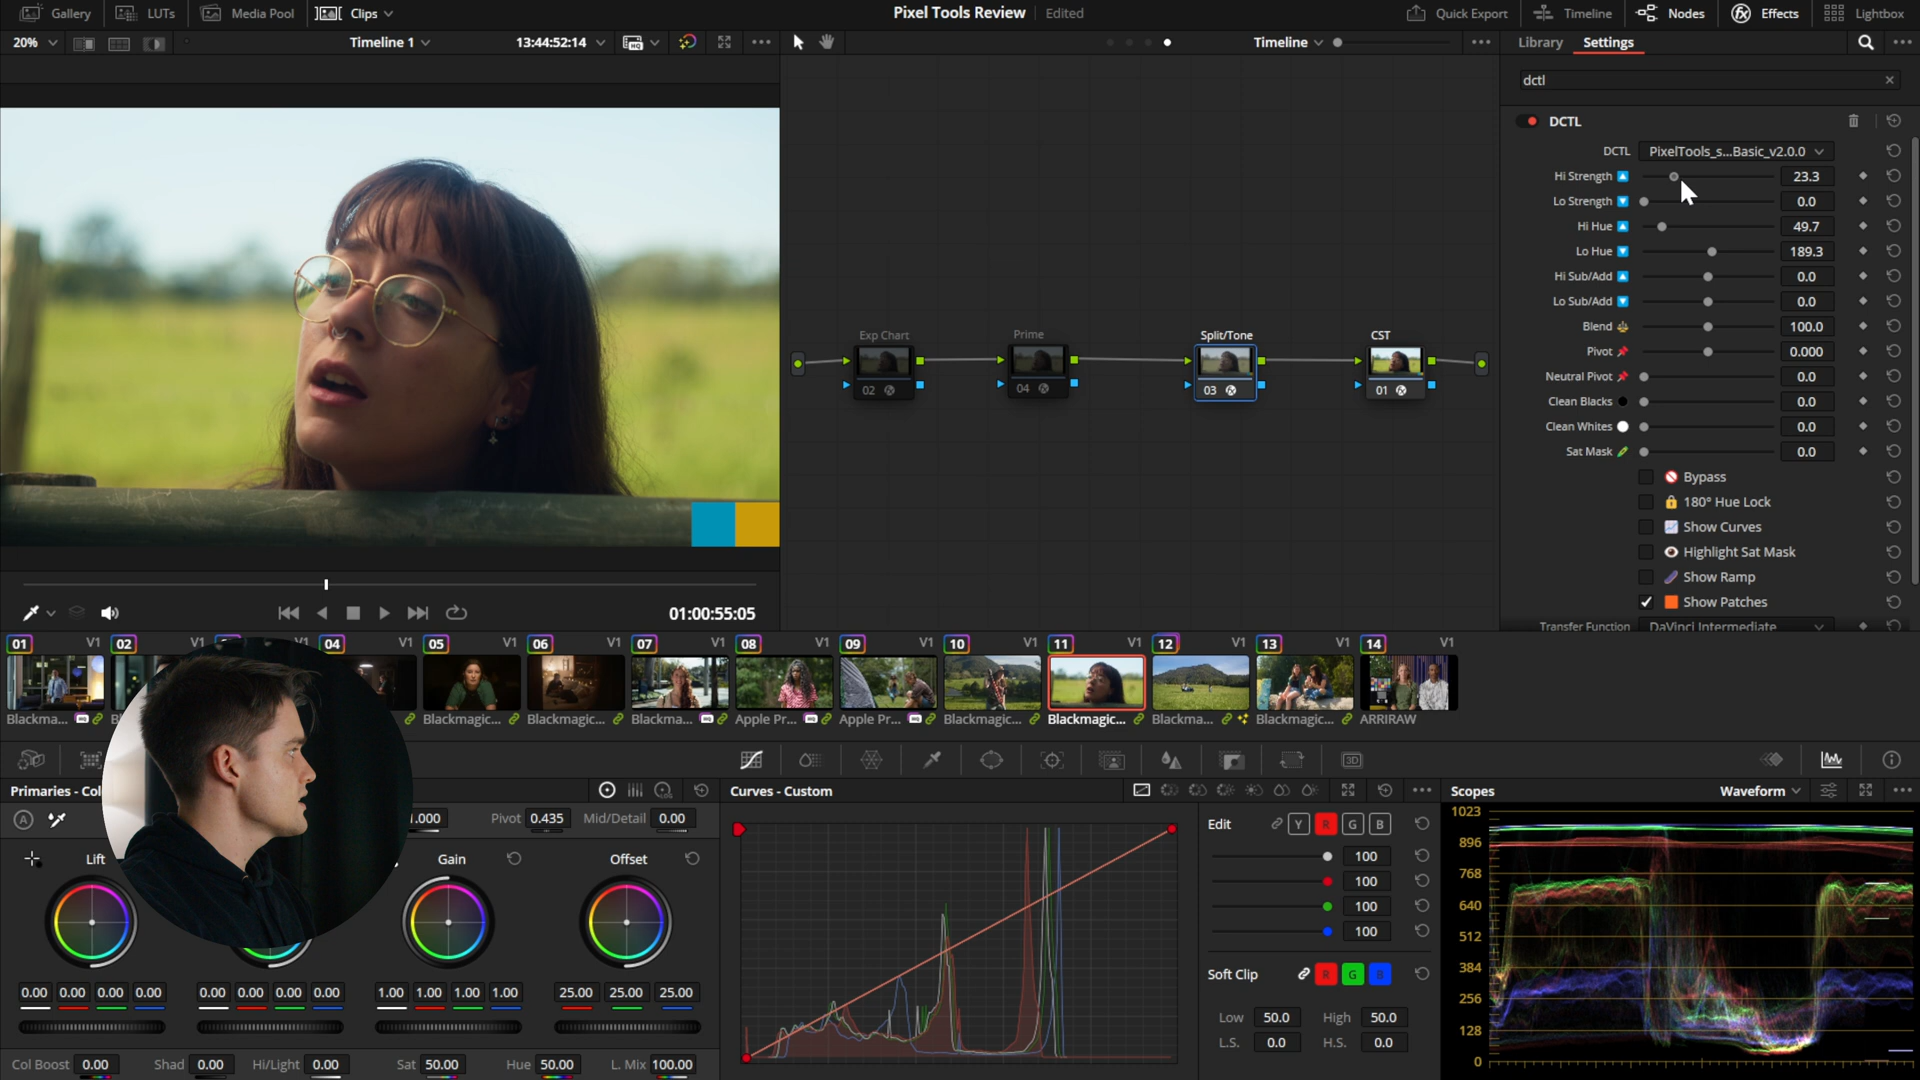 Gallery LUTs Media Pool Clips Pixel Tools Review Edited Quick Export Timeline Nodes Effects Lightbox
20% Timeline 1 13:44:52:14 Timeline Library Settings
dctl
DCTL
DCTL PixelTools_s...Basic_v2.0.0
Hi Strength 23.3
Lo Strength 0.0
Hi Hue 49.7
Lo Hue 189.3
Hi Sub/Add 0.0
Lo Sub/Add 0.0
Blend 100.0
Pivot 0.000
Neutral Pivot 0.0
Clean Blacks 0.0
Clean Whites 0.0
Sat Mask 0.0
Bypass
180° Hue Lock
Show Curves
Highlight Sat Mask
Show Ramp
Show Patches
Transfer Function DaVinci Intermediate
Exp Chart Prime Split/Tone CST
02 04 03 01
01:00:55:05
01 V1 02 V1 04 V1 05 V1 06 V1 07 V1 08 V1 09 V1 10 V1 11 V1 12 V1 13 V1 14 V1
Blackma... Blackmagic... Blackmagic... Blackma... Apple Pr... Apple Pr... Blackmagic... Blackmagic... Blackma... Blackmagic... ARRIRAW
3D
Primaries - Col Curves - Custom Scopes Waveform
A Pivot 0.435 Mid/Detail 0.00
Lift Gain Offset
0.00 0.00 0.00 0.00 0.00 0.00 0.00 0.00 1.00 1.00 1.00 1.00 25.00 25.00 25.00
Col Boost 0.00 Shad 0.00 Hi/Light 0.00 Sat 50.00 Hue 50.00 L. Mix 100.00
Edit Y R G B
100
100
100
100
Soft Clip R G B
Low 50.0 High 50.0
L.S. 0.0 H.S. 0.0
1023
896
768
640
512
384
256
128
0